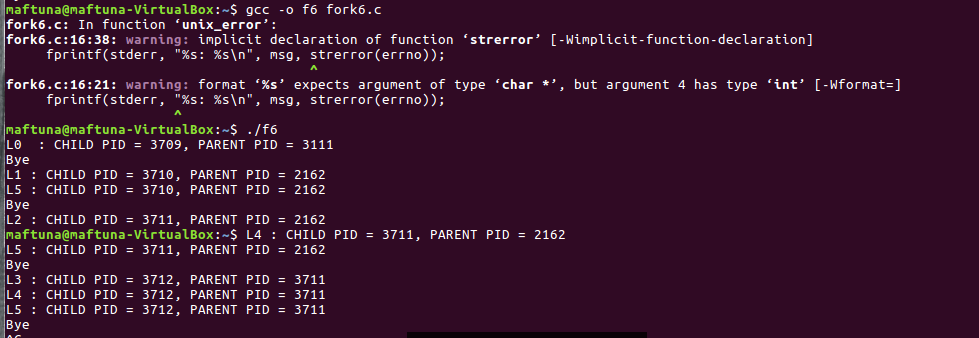 maftuna@maftuna-VirtualBox:~$ gcc -o f6 fork6.c
fork6.c: In function ‘unix_error’:
fork6.c:16:38: warning: implicit declaration of function ‘strerror’ [-Wimplicit-function-declaration]
     fprintf(stderr, "%s: %s\n", msg, strerror(errno));
                                      ^
fork6.c:16:21: warning: format ‘%s’ expects argument of type ‘char *’, but argument 4 has type ‘int’ [-Wformat=]
     fprintf(stderr, "%s: %s\n", msg, strerror(errno));
                     ^
maftuna@maftuna-VirtualBox:~$ ./f6
L0  : CHILD PID = 3709, PARENT PID = 3111
Bye
L1 : CHILD PID = 3710, PARENT PID = 2162
L5 : CHILD PID = 3710, PARENT PID = 2162
Bye
L2 : CHILD PID = 3711, PARENT PID = 2162
maftuna@maftuna-VirtualBox:~$ L4 : CHILD PID = 3711, PARENT PID = 2162
L5 : CHILD PID = 3711, PARENT PID = 2162
Bye
L3 : CHILD PID = 3712, PARENT PID = 3711
L4 : CHILD PID = 3712, PARENT PID = 3711
L5 : CHILD PID = 3712, PARENT PID = 3711
Bye